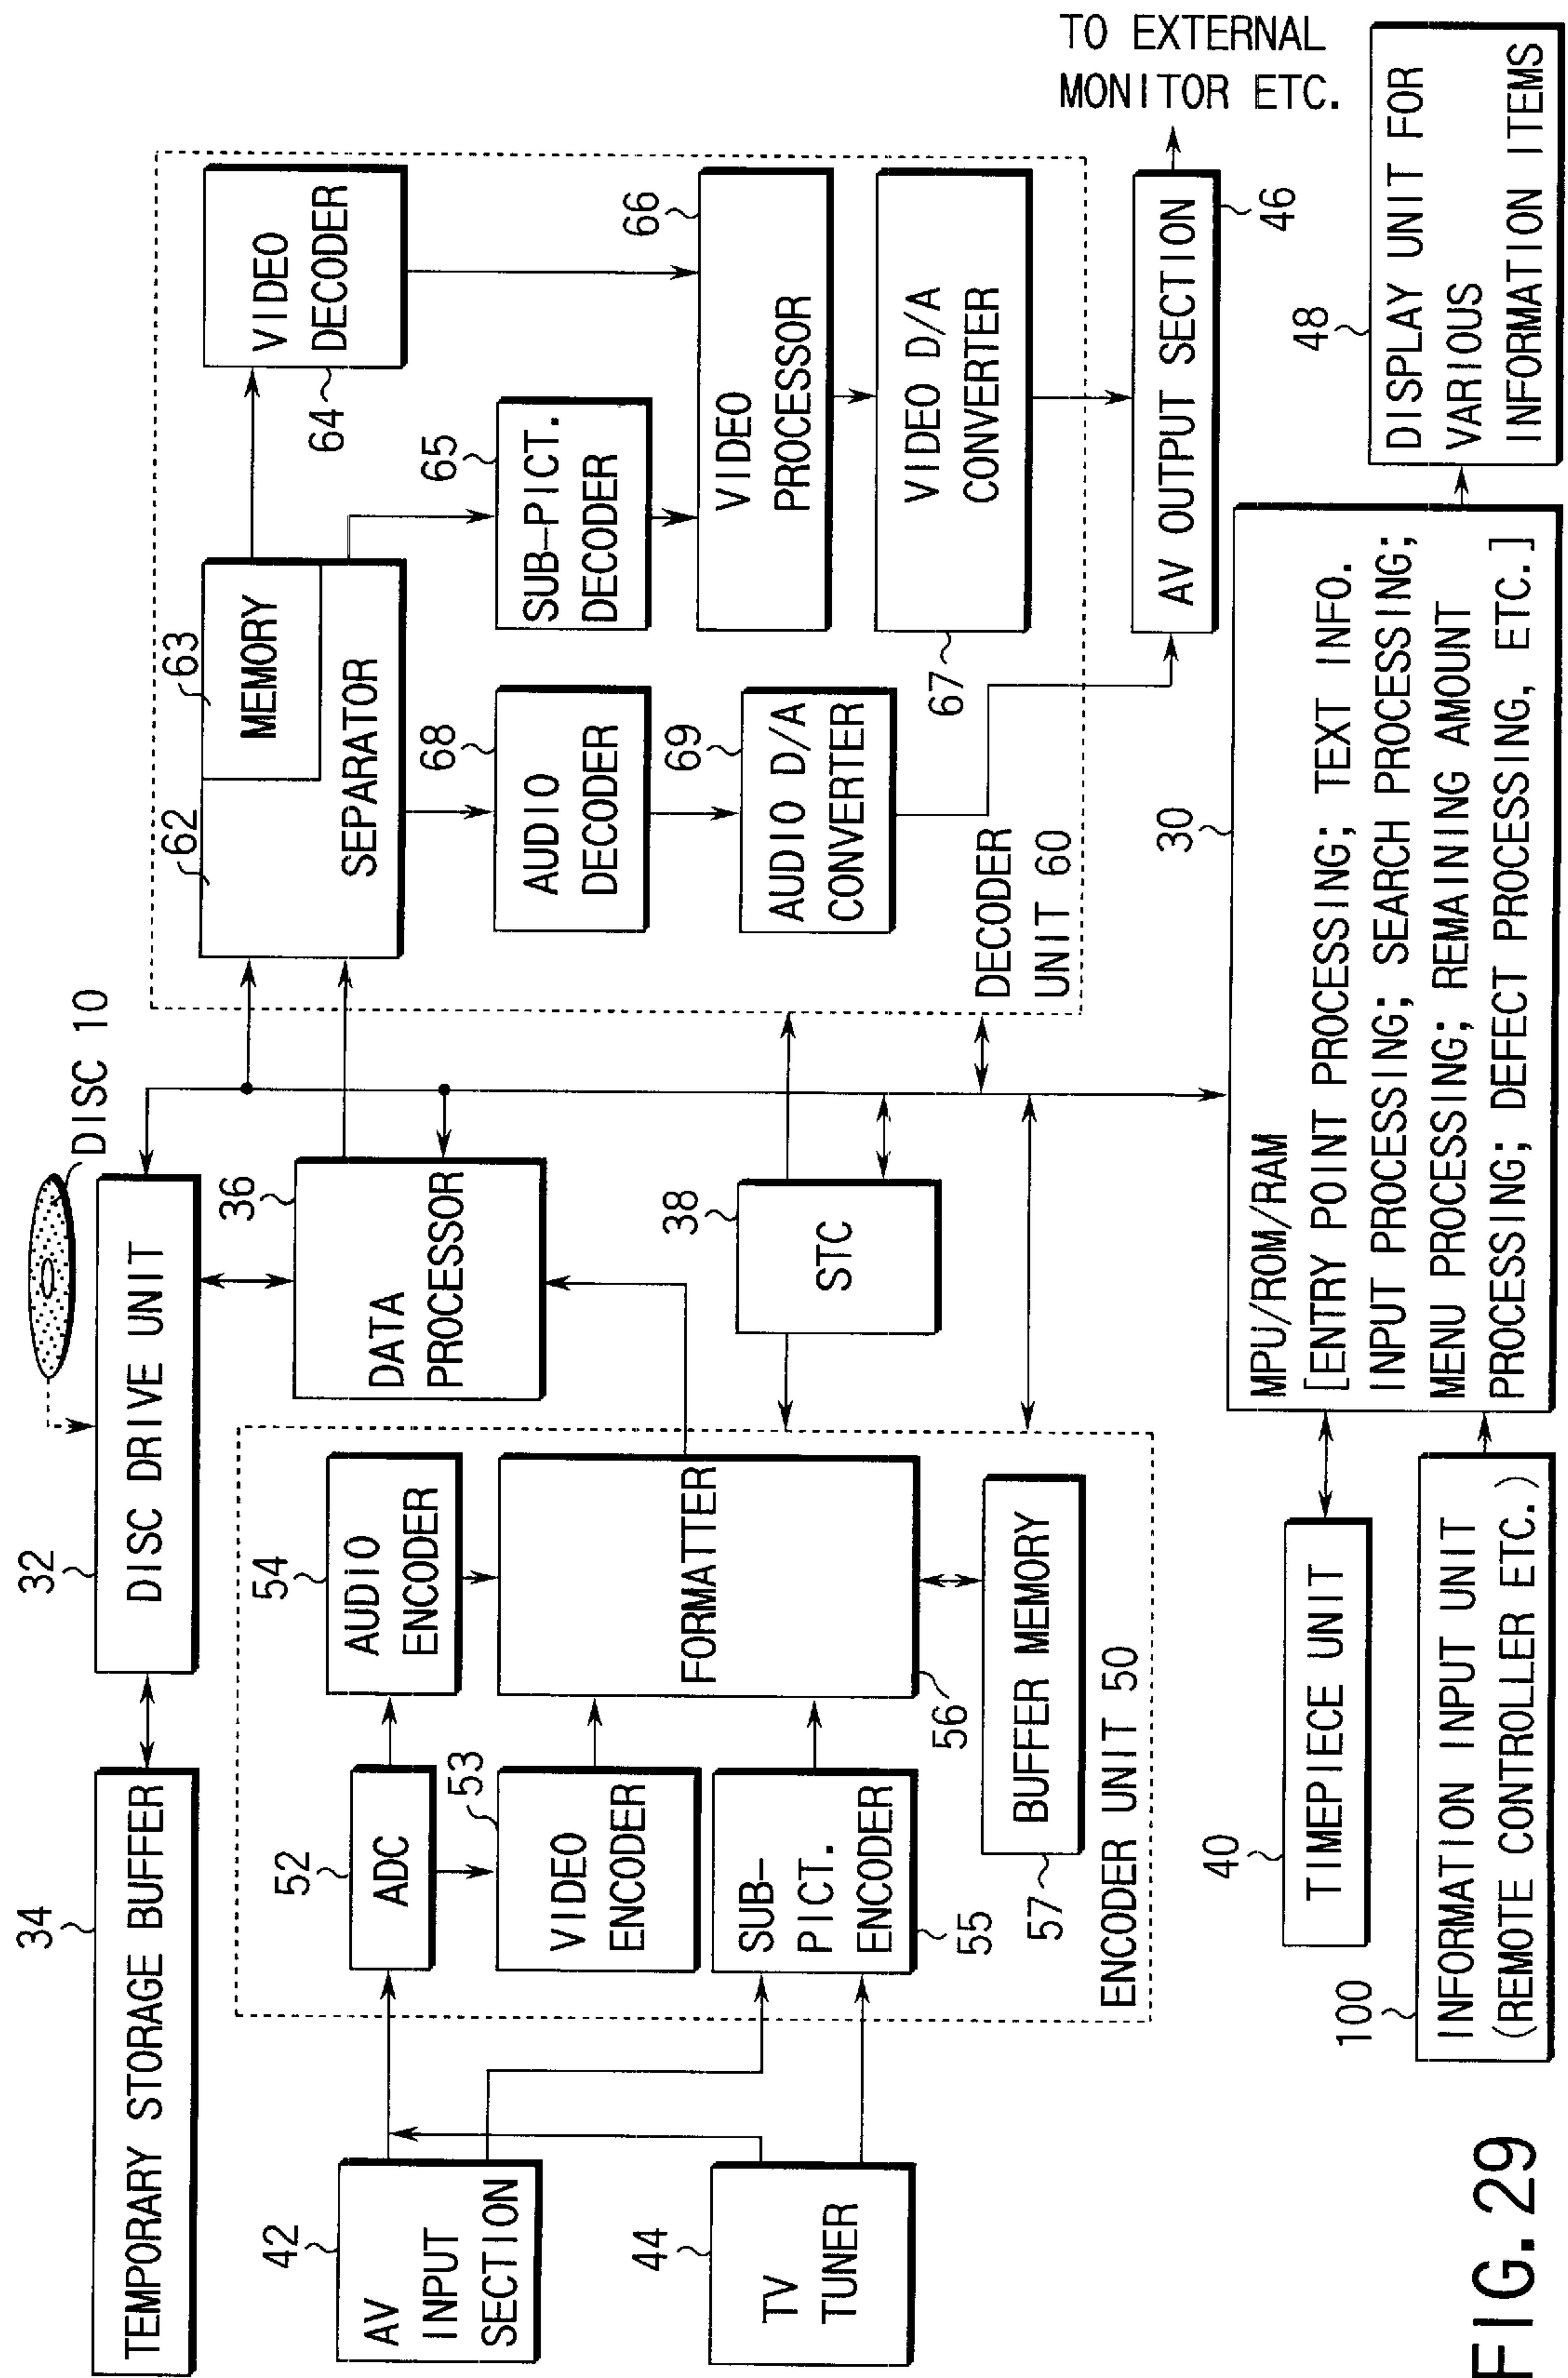 DISC 10
32
DISC DRIVE UNIT
34
TEMPORARY STORAGE BUFFER
36
DATA
PROCESSOR
38
STC
42
AV
INPUT
SECTION
44
TV
TUNER
52
ADC
53
VIDEO
ENCODER
54
AUDIO
ENCODER
SUB-
PICT.
ENCODER
55
FORMATTER
56
BUFFER MEMORY
57
ENCODER UNIT 50
62
63
MEMORY
SEPARATOR
VIDEO
DECODER
64
65
SUB-PICT.
DECODER
66
VIDEO
PROCESSOR
VIDEO D/A
CONVERTER
67
68
AUDIO
DECODER
69
AUDIO D/A
CONVERTER
DECODER
UNIT 60
TO EXTERNAL
MONITOR ETC.
AV OUTPUT SECTION
46
30
MPU/ROM/RAM
[ENTRY POINT PROCESSING; TEXT INFO.
INPUT PROCESSING; SEARCH PROCESSING;
MENU PROCESSING; REMAINING AMOUNT
PROCESSING; DEFECT PROCESSING, ETC.]
48
DISPLAY UNIT FOR
VARIOUS
INFORMATION ITEMS
40
TIMEPIECE UNIT
100
INFORMATION INPUT UNIT
(REMOTE CONTROLLER ETC.)
FIG. 29